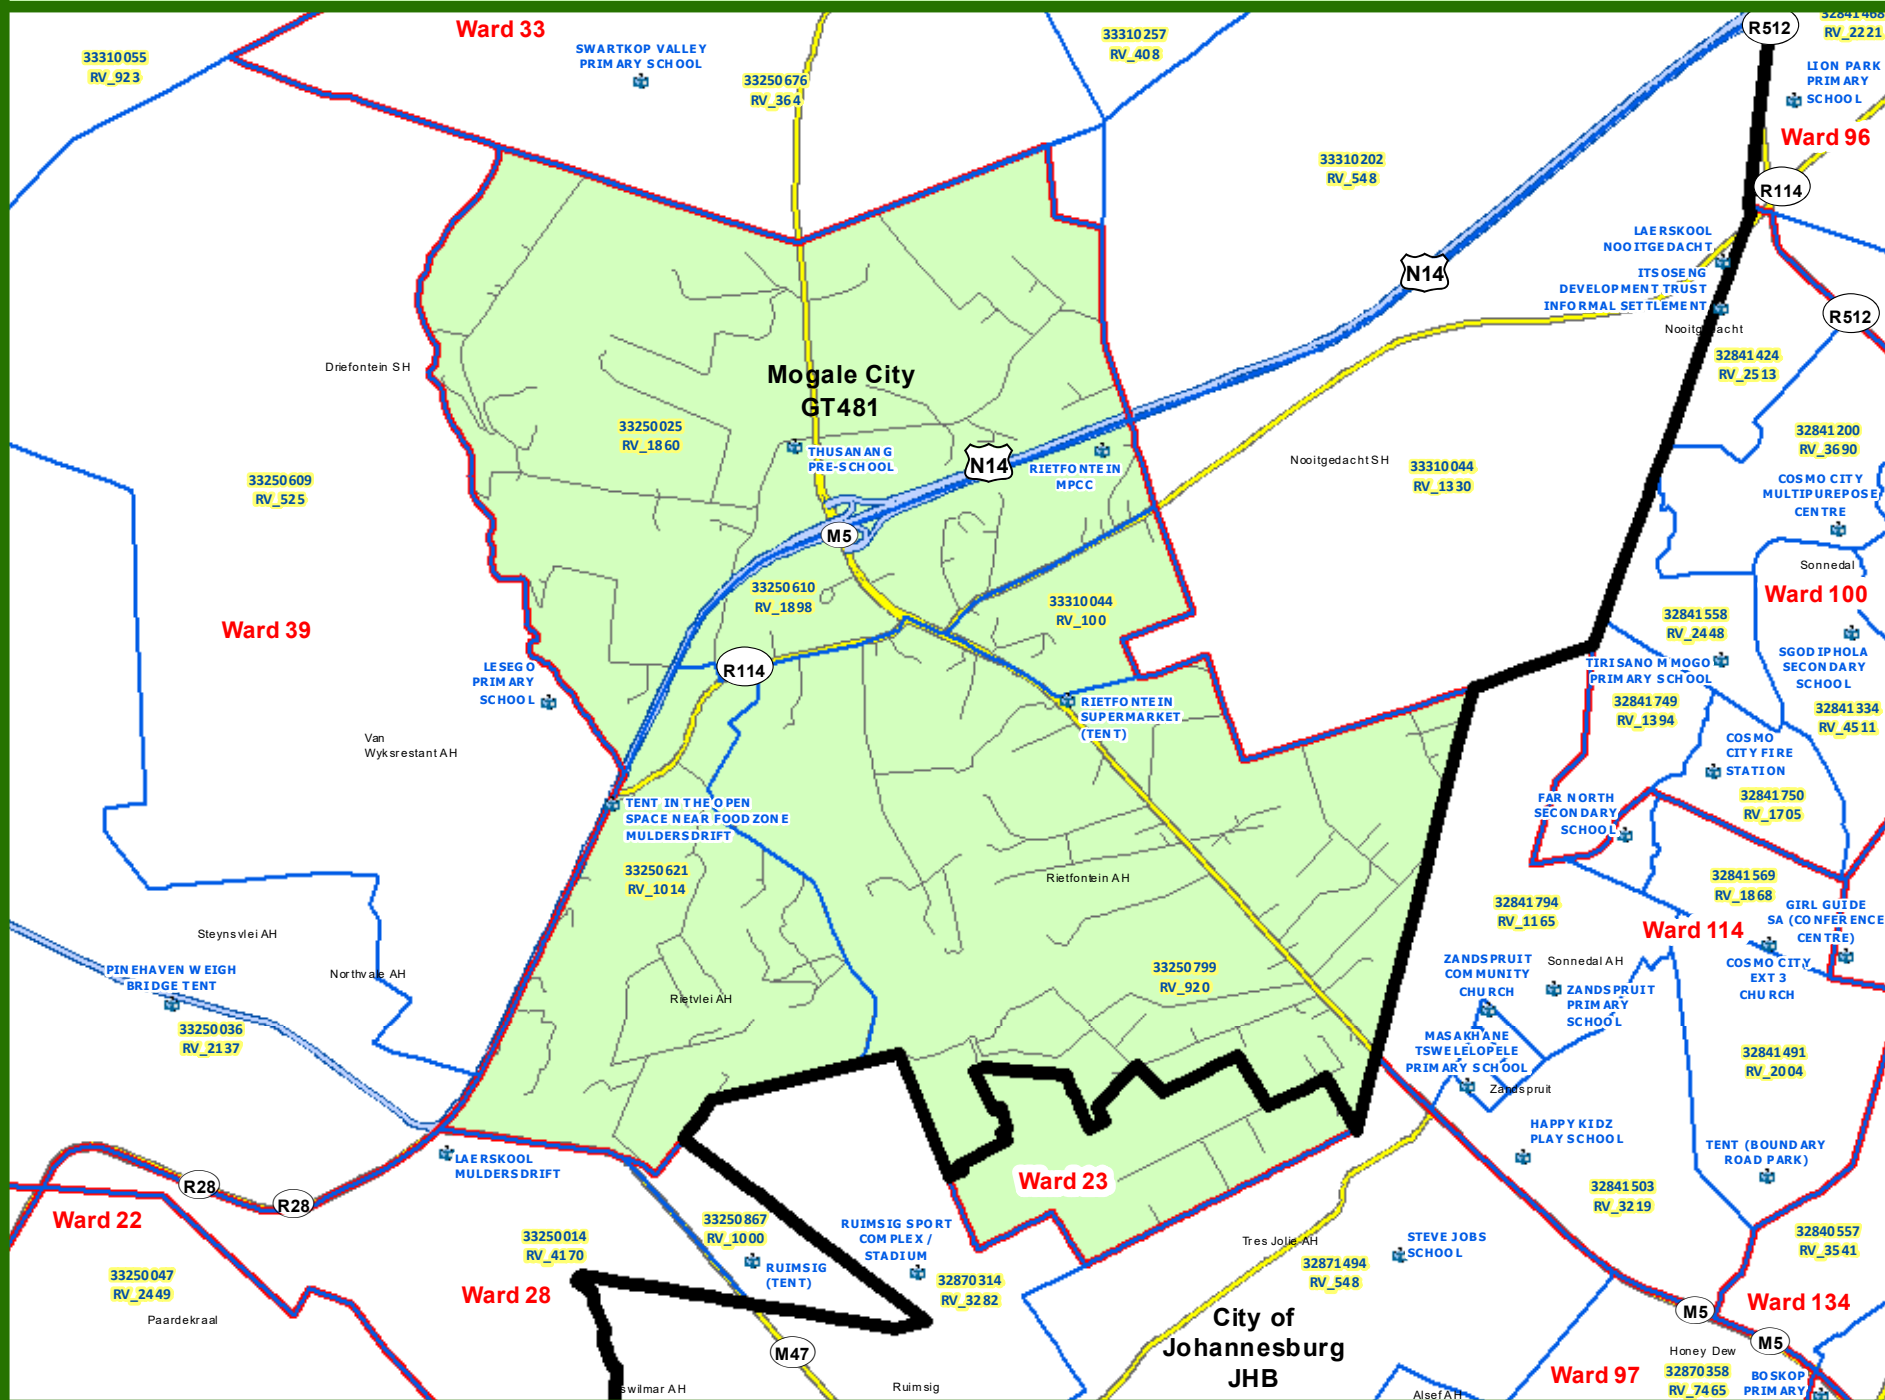 Ward 33
33310055
RV_923
SWARTKOP VALLEY
PRIMARY SCHOOL
33250676
RV_364
33310257
RV_408
R512
32841468
RV_2221
LION PARK
PRIMARY
SCHOOL
Ward 96
33310202
RV_548
R114
LAERSKOOL
NOOITGEDACHT
N14
ITSOSENG
DEVELOPMENT TRUST
INFORMAL SETTLEMENT
R512
Nooitgedacht
Driefontein SH
Mogale City
GT481
32841424
RV_2513
33250025
RV_1860
32841200
RV_3690
THUSANANG
PRE-SCHOOL
N14
RIETFONTEIN
MPCC
Nooitgedacht SH
33310044
RV_1330
33250609
RV_525
COSMO CITY
MULTIPUREPOSE
CENTRE
M5
Sonnedal
33250610
RV_1898
33310044
RV_100
Ward 100
32841558
RV_2448
Ward 39
R114
LESEGO
PRIMARY
SCHOOL
TIRISANO MMOGO
PRIMARY SCHOOL
SGODIPHOLA
SECONDARY
SCHOOL
RIETFONTEIN
SUPERMARKET
(TENT)
32841749
RV_1394
32841334
RV_4511
Van
Wyksrestant AH
COSMO
CITY FIRE
STATION
TENT IN THE OPEN
SPACE NEAR FOODZONE
MULDERSDRIFT
FAR NORTH
SECONDARY
SCHOOL
32841750
RV_1705
33250621
RV_1014
Rietfontein AH
32841569
RV_1868
32841794
RV_1165
GIRL GUIDE
SA (CONFERENCE
CENTRE)
Ward 114
Steynsvlei AH
PINEHAVEN WEIGH
BRIDGE TENT
Northvale AH
33250799
RV_920
ZANDSPRUIT
COMMUNITY
CHURCH
Sonnedal AH
COSMO CITY
EXT 3
CHURCH
Rietvlei AH
ZANDSPRUIT
PRIMARY
SCHOOL
33250036
RV_2137
MASAKHANE
TSWELELOPELE
PRIMARY SCHOOL
32841491
RV_2004
Zandspruit
HAPPY KIDZ
PLAY SCHOOL
TENT (BOUNDARY
ROAD PARK)
LAERSKOOL
MULDERSDRIFT
R28
R28
Ward 23
32841503
RV_3219
Ward 22
33250014
RV_4170
33250867
RV_1000
RUIMSIG SPORT
COMPLEX /
STADIUM
RUIMSIG
(TENT)
Tres Jolie AH
STEVE JOBS
SCHOOL
32840557
RV_3541
33250047
RV_2449
32870314
RV_3282
32871494
RV_548
Ward 28
Paardekraal
City of
Johannesburg
JHB
M5
Ward 134
M5
M47
Honey Dew
Ward 97
32870358
RV_7465
BOSKOP
PRIMARY
swilmar AH
Ruimsig
Alsef AH